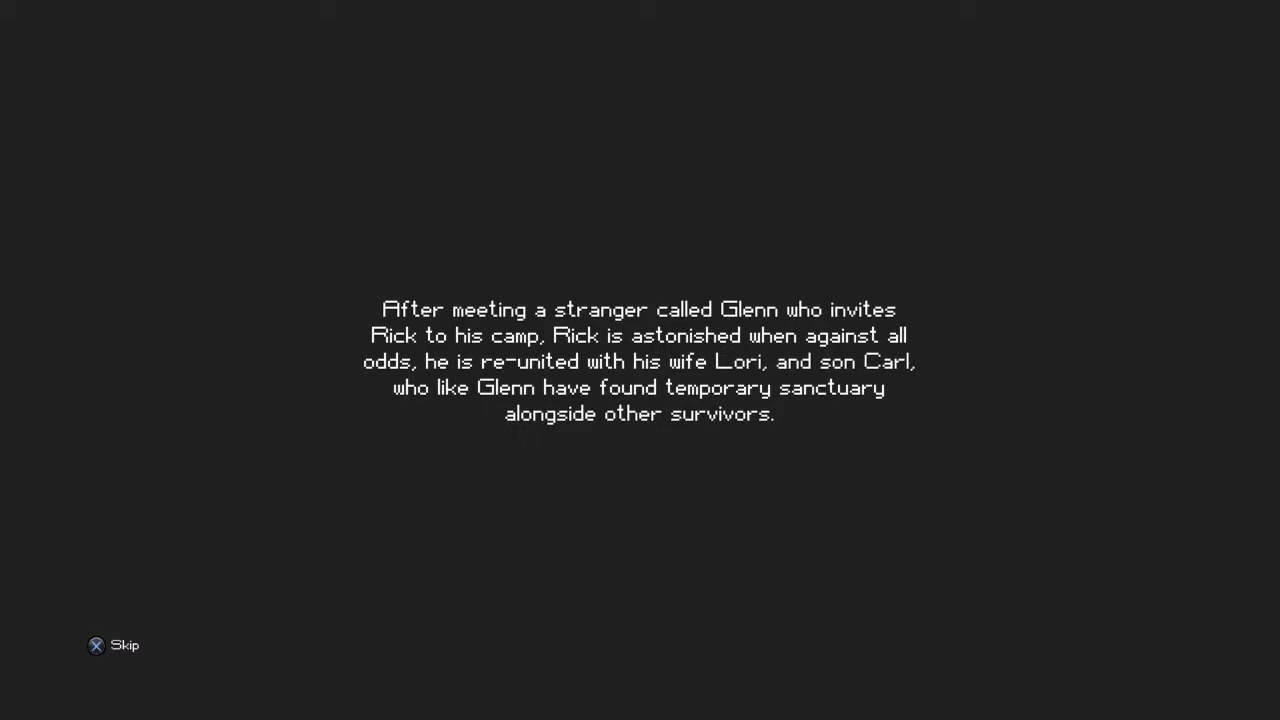 After meeting a stranger called Glenn who invites
Rick to his camp, Rick is astonished when against all
odds, he is re-united with his wife Lori, and son Carl,
who like Glenn have found temporary sanctuary
alongside other survivors.
Skip